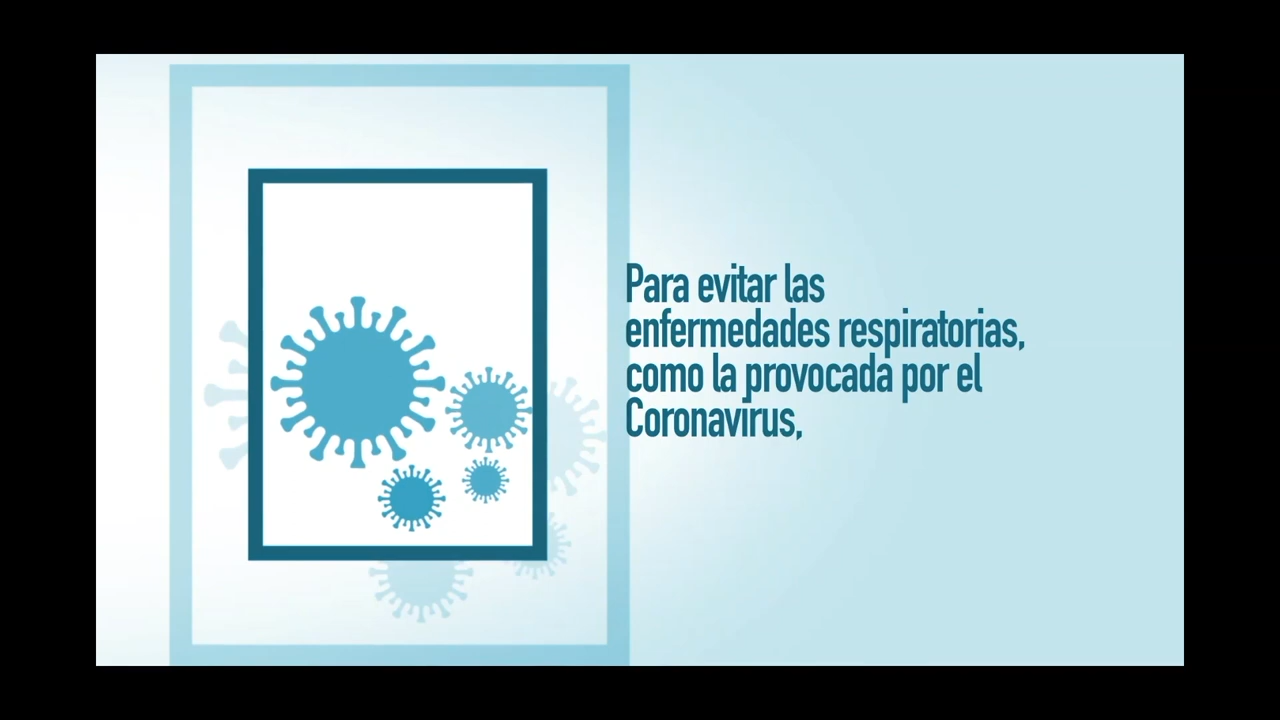 Para evitar las
enfermedades respiratorias,
como la provocada por el
Coronavirus,